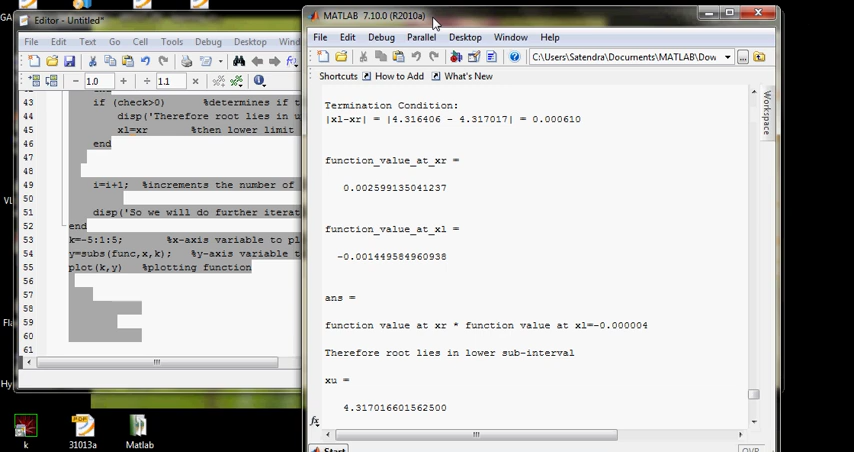 Editor - Untitled*
File Edit Text Go Cell Tools Debug Desktop Wind
− 1.0 + ÷ 1.1 ×
43 if (check>0) %determines if t
44 disp('Therefore root lies in u
45 xl=xr %then lower limit
46 end
47
48
49 i=i+1; %increments the number of
50
51 disp('So we will do further iterat
52 end
53 k=-5:1:5; %x-axis variable to pl
54 y=subs(func,x,k); %y-axis variable t
55 plot(k,y) %plotting function
56
57
58
59
60
61
MATLAB 7.10.0 (R2010a)
File Edit Debug Parallel Desktop Window Help
C:\Users\Satendra\Documents\MATLAB\Dow
Shortcuts How to Add What's New
Workspace
Termination Condition:
|xl-xr| = |4.316406 - 4.317017| = 0.000610
function_value_at_xr =
0.002599135041237
function_value_at_xl =
-0.001449584960938
ans =
function value at xr * function value at xl=-0.000004
Therefore root lies in lower sub-interval
xu =
4.317016601562500
fx
Start
OVR
k
31013a
Matlab